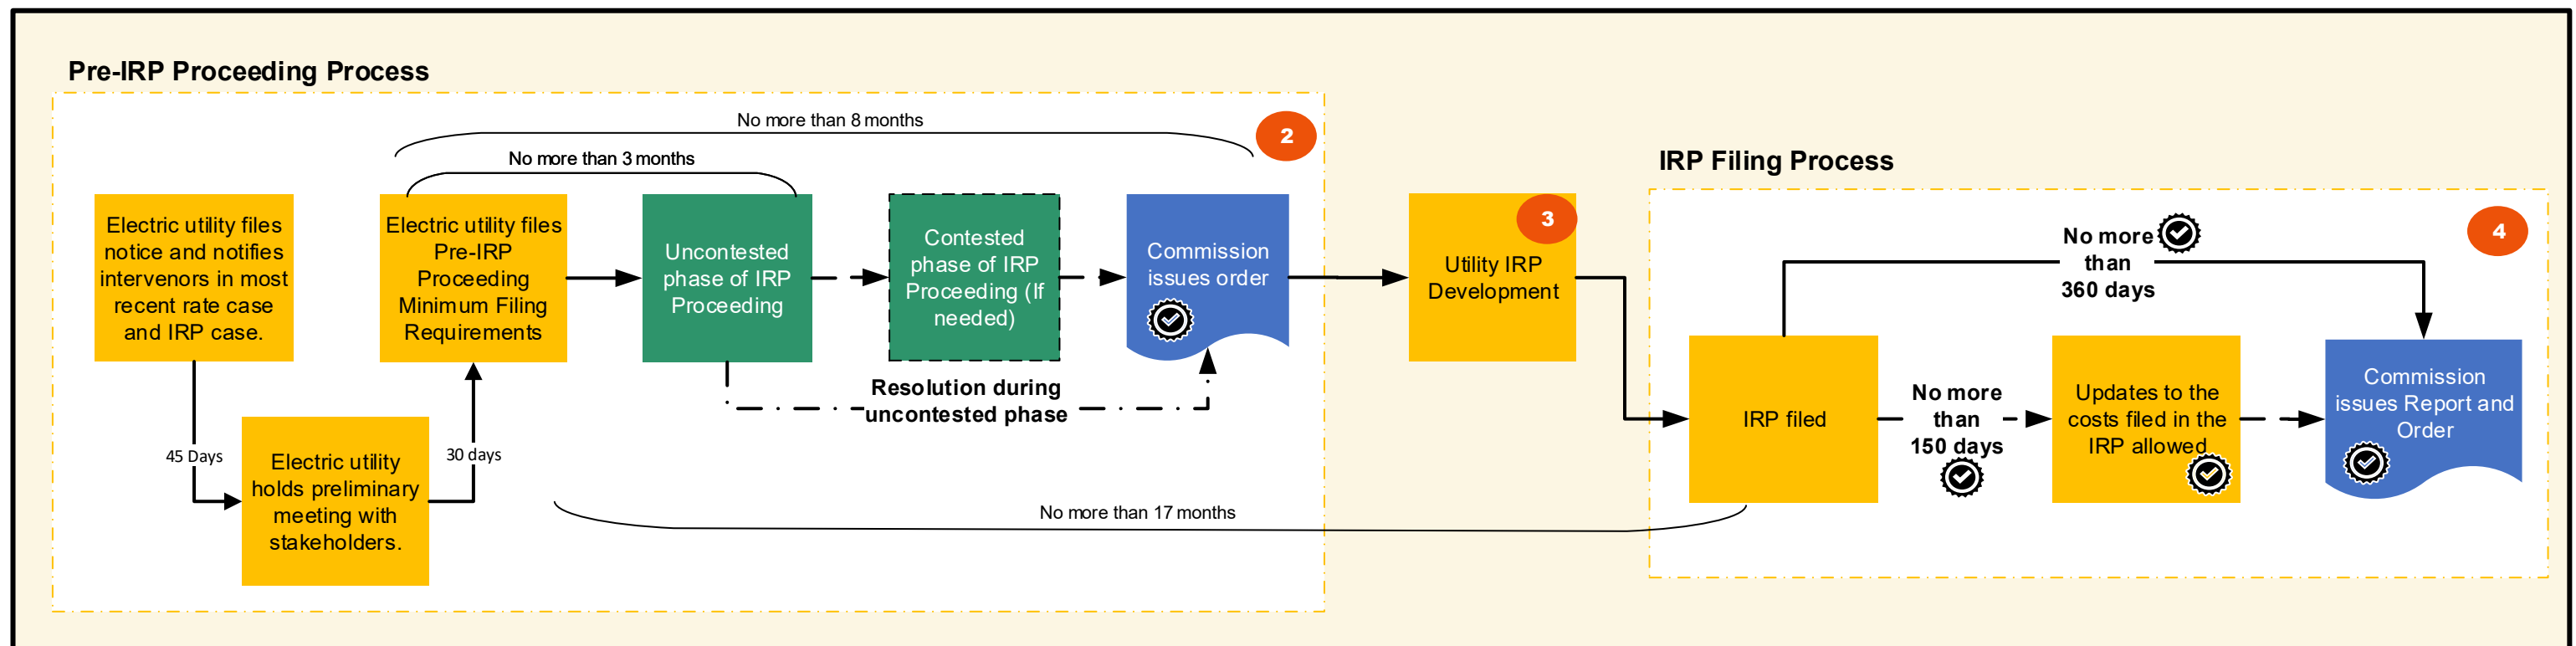 Pre-IRP Proceeding Process
No more than 8 months
2
No more than 3 months
Electric utility files
notice and notifies
intervenors in most
recent rate case
and IRP case.
Electric utility files
Pre-IRP
Proceeding
Minimum Filing
Requirements
Uncontested
phase of IRP
Proceeding
Contested
phase of IRP
Proceeding (If
needed)
Commission
issues order
Resolution during
uncontested phase
45 Days
30 days
Electric utility
holds preliminary
meeting with
stakeholders.
No more than 17 months
3
Utility IRP
Development
IRP Filing Process
4
No more
than
360 days
IRP filed
No more
than
150 days
Updates to the
costs filed in the
IRP allowed
Commission
issues Report and
Order